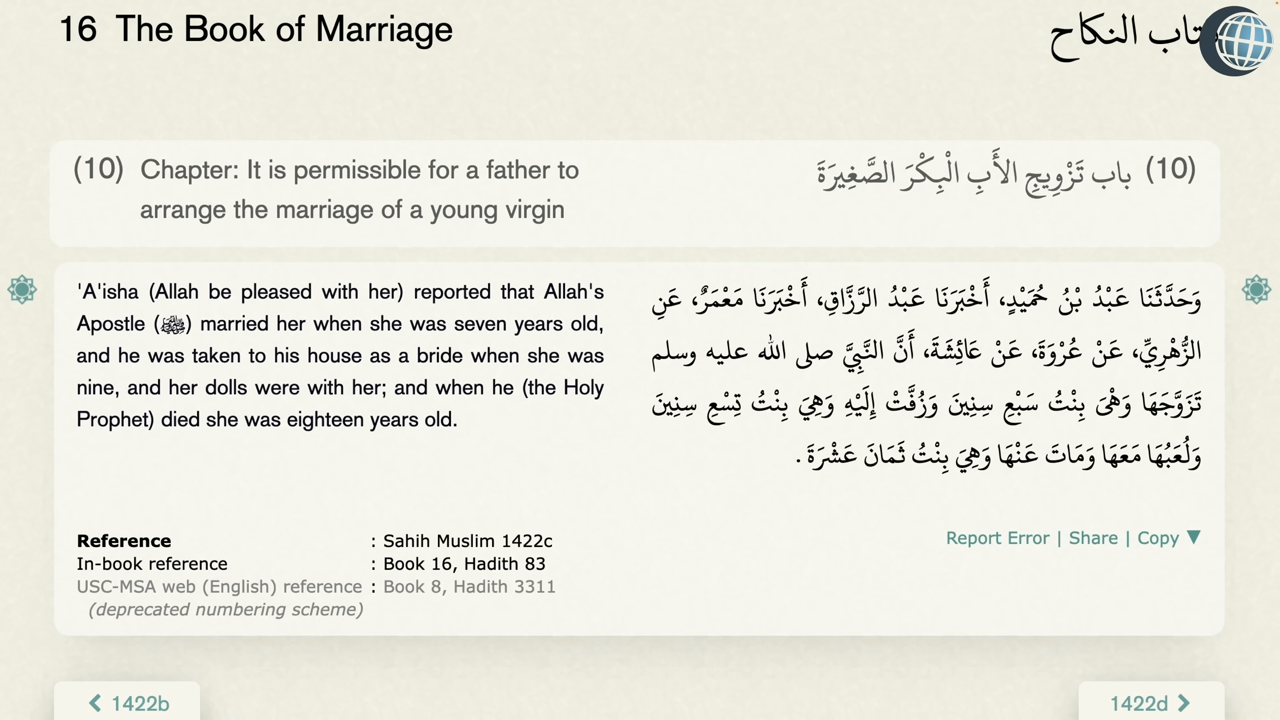 16 The Book of Marriage
تاب النكاح
(10) Chapter: It is permissible for a father to
arrange the marriage of a young virgin
(10) باب تَزْوِيجِ الأَبِ الْبِكْرَ الصَّغِيرَةَ
'A'isha (Allah be pleased with her) reported that Allah's
Apostle (ﷺ) married her when she was seven years old,
and he was taken to his house as a bride when she was
nine, and her dolls were with her; and when he (the Holy
Prophet) died she was eighteen years old.
وَحَدَّثَنَا عَبْدُ بْنُ حُمَيْدٍ، أَخْبَرَنَا عَبْدُ الرَّزَّاقِ، أَخْبَرَنَا مَعْمَرٌ، عَنِ
الزُّهْرِيِّ، عَنْ عُرْوَةَ، عَنْ عَائِشَةَ، أَنَّ النَّبِيَّ صلى الله عليه وسلم
تَزَوَّجَهَا وَهْىَ بِنْتُ سَبْعِ سِنِينَ وَزُفَّتْ إِلَيْهِ وَهِيَ بِنْتُ تِسْعِ سِنِينَ
وَلُعَبُهَا مَعَهَا وَمَاتَ عَنْهَا وَهِيَ بِنْتُ ثَمَانَ عَشْرَةَ .
Reference : Sahih Muslim 1422c
In-book reference : Book 16, Hadith 83
USC-MSA web (English) reference : Book 8, Hadith 3311
(deprecated numbering scheme)
Report Error | Share | Copy ▼
1422b
1422d